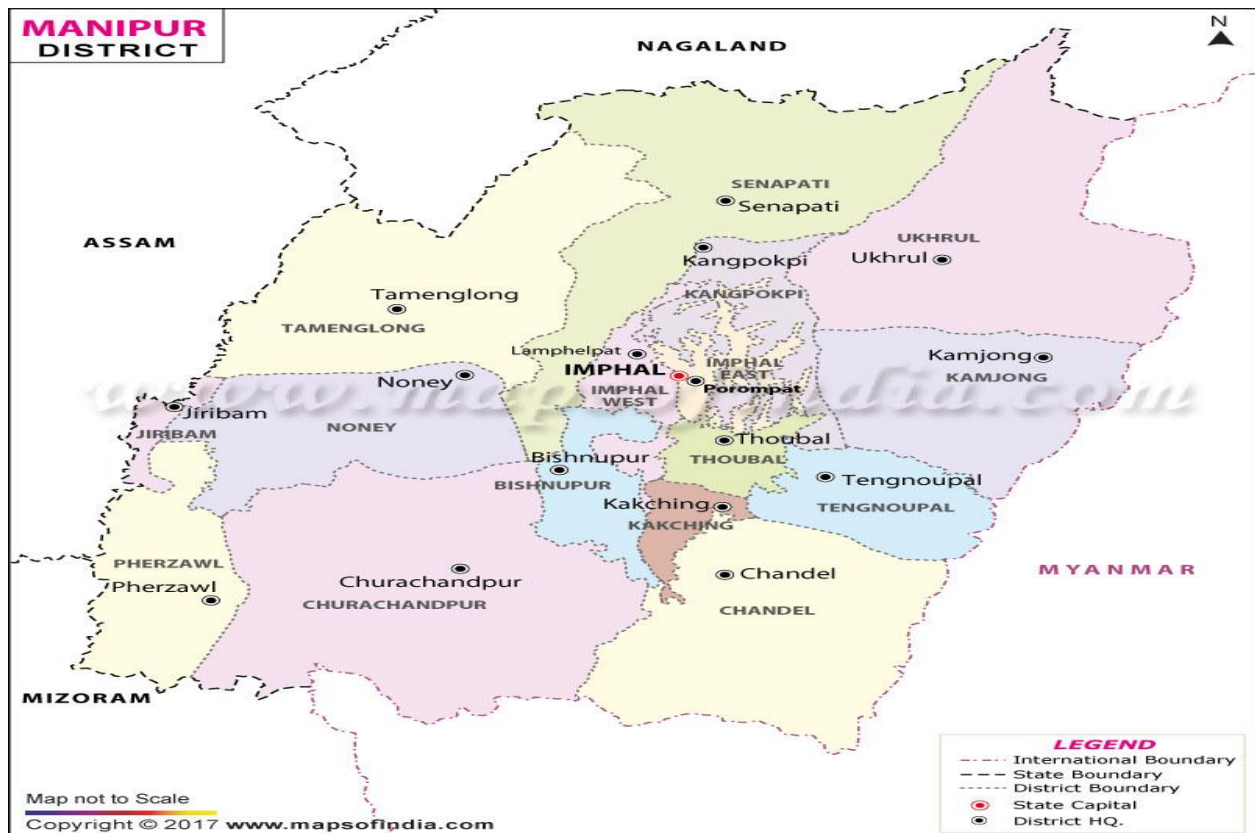 MANIPUR
DISTRICT
N
NAGALAND
SENAPATI
Senapati
ASSAM
UKHRUL
Kangpokpi
Ukhrul
Tamenglong
KANGPOKPI
TAMENGLONG
Lamphelpat
Kamjong
IMPHAL
IMPHAL
EAST
KAMJONG
Noney
Porompat
IMPHAL
WEST
www.mapsofindia.com
Jiribam
JIRIBAM
NONEY
Thoubal
Bishnupur
THOUBAL
BISHNUPUR
Tengnoupal
Kakching
TENGNOUPAL
KAKCHING
PHERZAWL
MYANMAR
Churachandpur
Chandel
Pherzawl
CHURACHANDPUR
CHANDEL
MIZORAM
LEGEND
International Boundary
State Boundary
District Boundary
State Capital
District HQ.
Map not to Scale
Copyright © 2017 www.mapsofindia.com